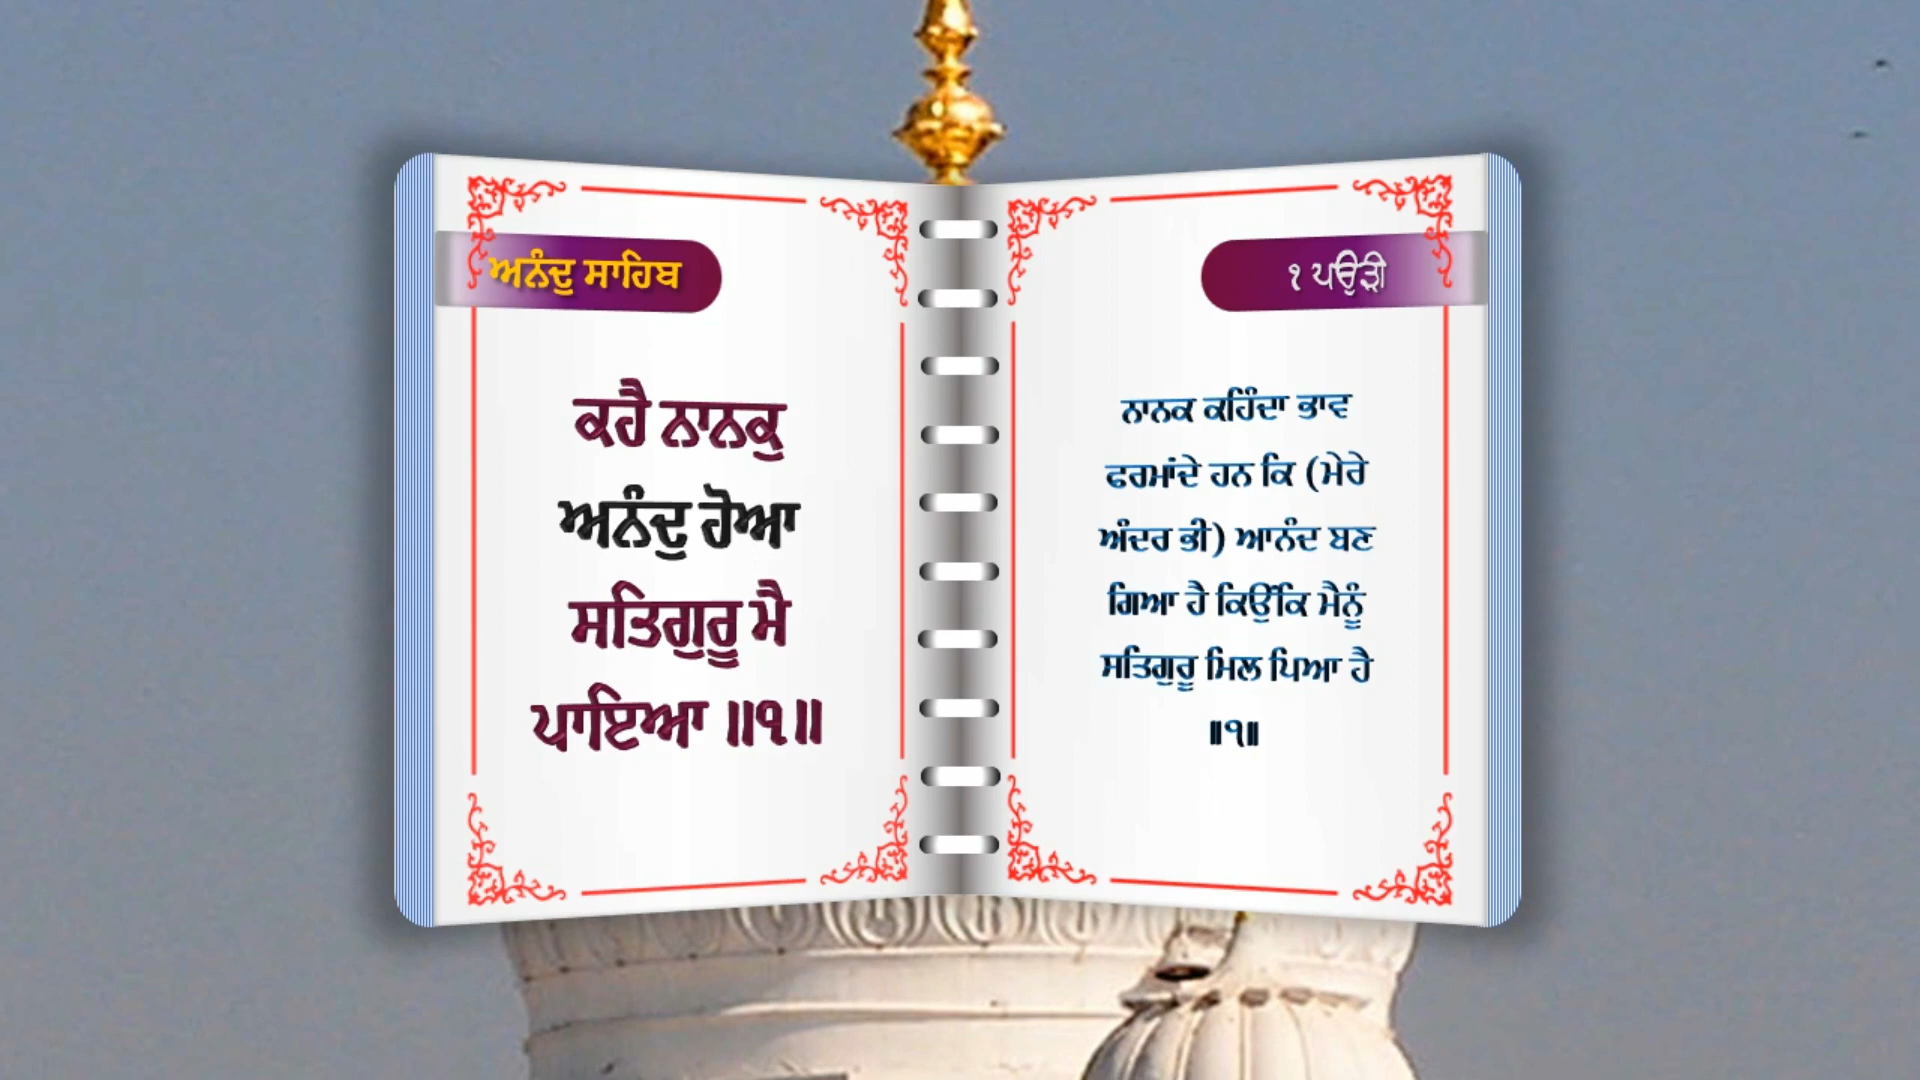 ਅਨੰਦੁ ਸਾਹਿਬ
ਕਹੈ ਨਾਨਕੁ
ਅਨੰਦੁ ਹੋਆ
ਸਤਿਗੁਰੂ ਮੈ
ਪਾਇਆ ॥੧॥
੧ ਪਉੜੀ
ਨਾਨਕ ਕਹਿੰਦਾ ਭਾਵ
ਫਰਮਾਂਦੇ ਹਨ ਕਿ (ਮੇਰੇ
ਅੰਦਰ ਭੀ) ਆਨੰਦ ਬਣ
ਗਿਆ ਹੈ ਕਿਉਂਕਿ ਮੈਨੂੰ
ਸਤਿਗੁਰੂ ਮਿਲ ਪਿਆ ਹੈ
॥੧॥